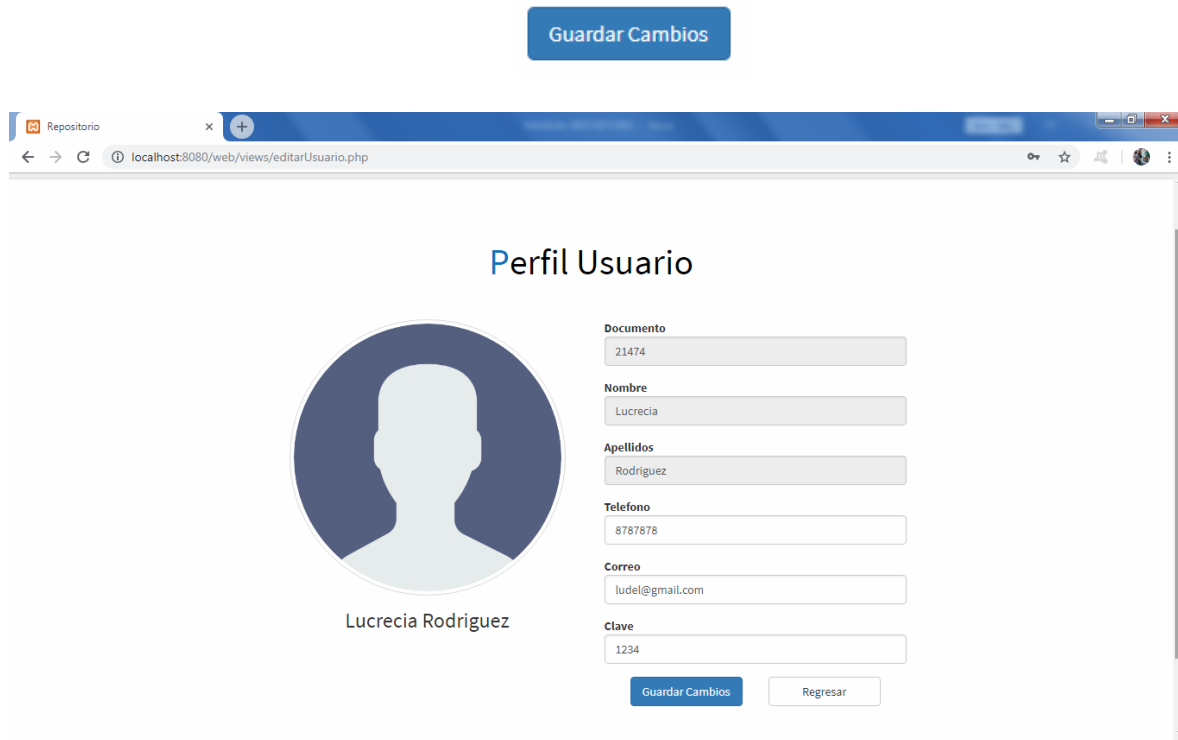 Guardar Cambios
Repositorio
localhost:8080/web/views/editarUsuario.php
Perfil Usuario
Documento
21474
Nombre
Lucrecia
Apellidos
Rodriguez
Telefono
8787878
Correo
ludel@gmail.com
Clave
1234
Lucrecia Rodriguez
Guardar Cambios
Regresar